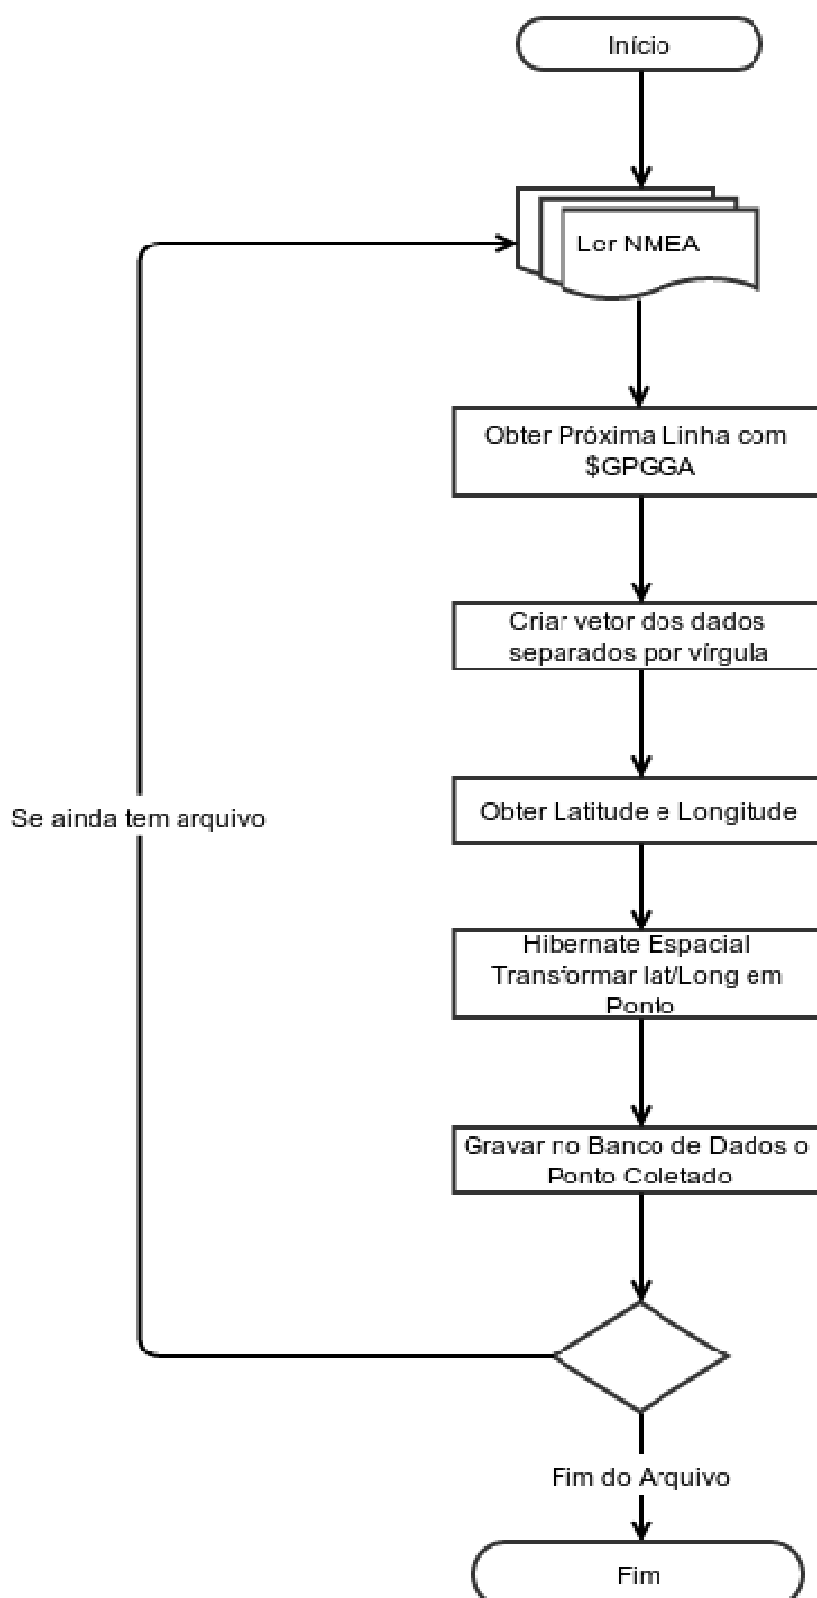 Início
Ler NMEA
Obter Próxima Linha com
$GPGGA
Criar vetor dos dados
separados por vírgula
Obter Latitude e Longitude
Hibernate Espacial
Transformar lat/Long em
Ponto
Gravar no Banco de Dados o
Ponto Coletado
Se ainda tem arquivo
Fim do Arquivo
Fim